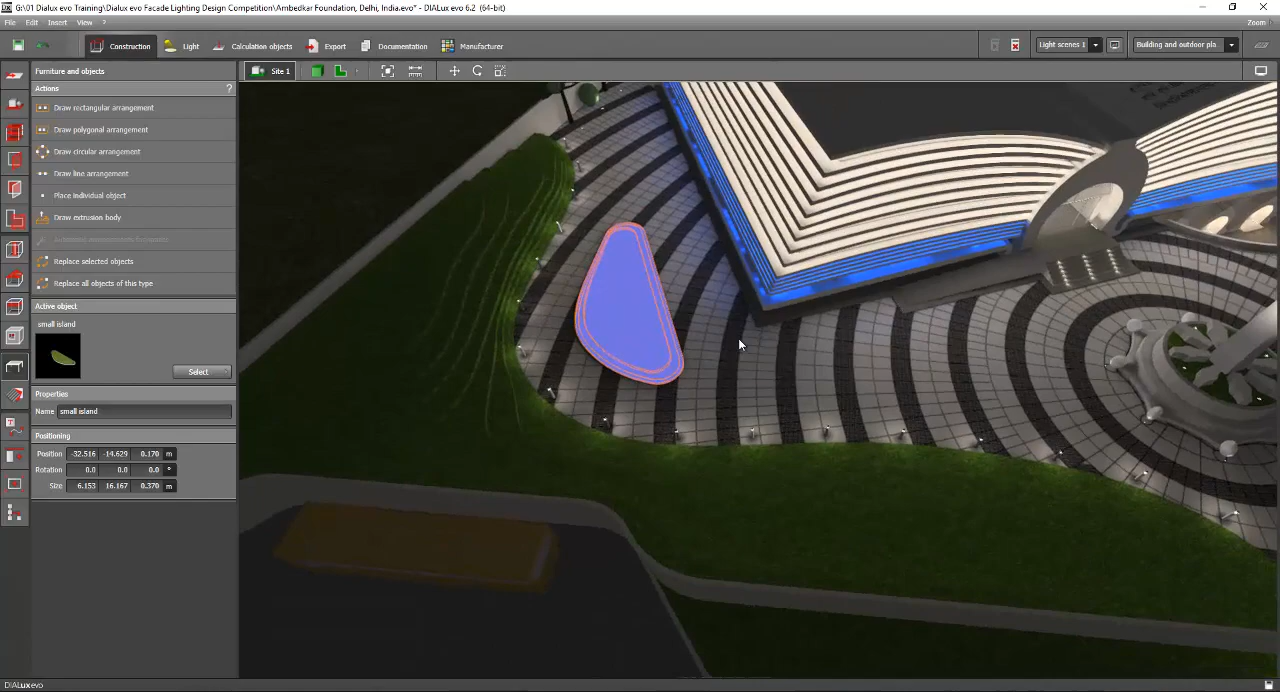 G:\01 Dialux evo Training\Dialux evo Facade Lighting Design Competition\Ambedkar Foundation, Delhi, India.evo* - DIALux evo 6.2  (64-bit)
File Edit Insert View ?
Zoom
Construction Light Calculation objects Export Documentation Manufacturer
Light scenes 1 Building and outdoor pla
Furniture and objects
Site 1
Actions ?
Draw rectangular arrangement
Draw polygonal arrangement
Draw circular arrangement
Draw line arrangement
Place individual object
Draw extrusion body
Replace selected objects
Replace all objects of this type
Active object
small island
Select
Properties
Name small island
Positioning
Position -32.516 -14.629 0.170 m
Rotation 0.0 0.0 0.0 °
Size 6.153 16.167 0.370 m
DIALux evo